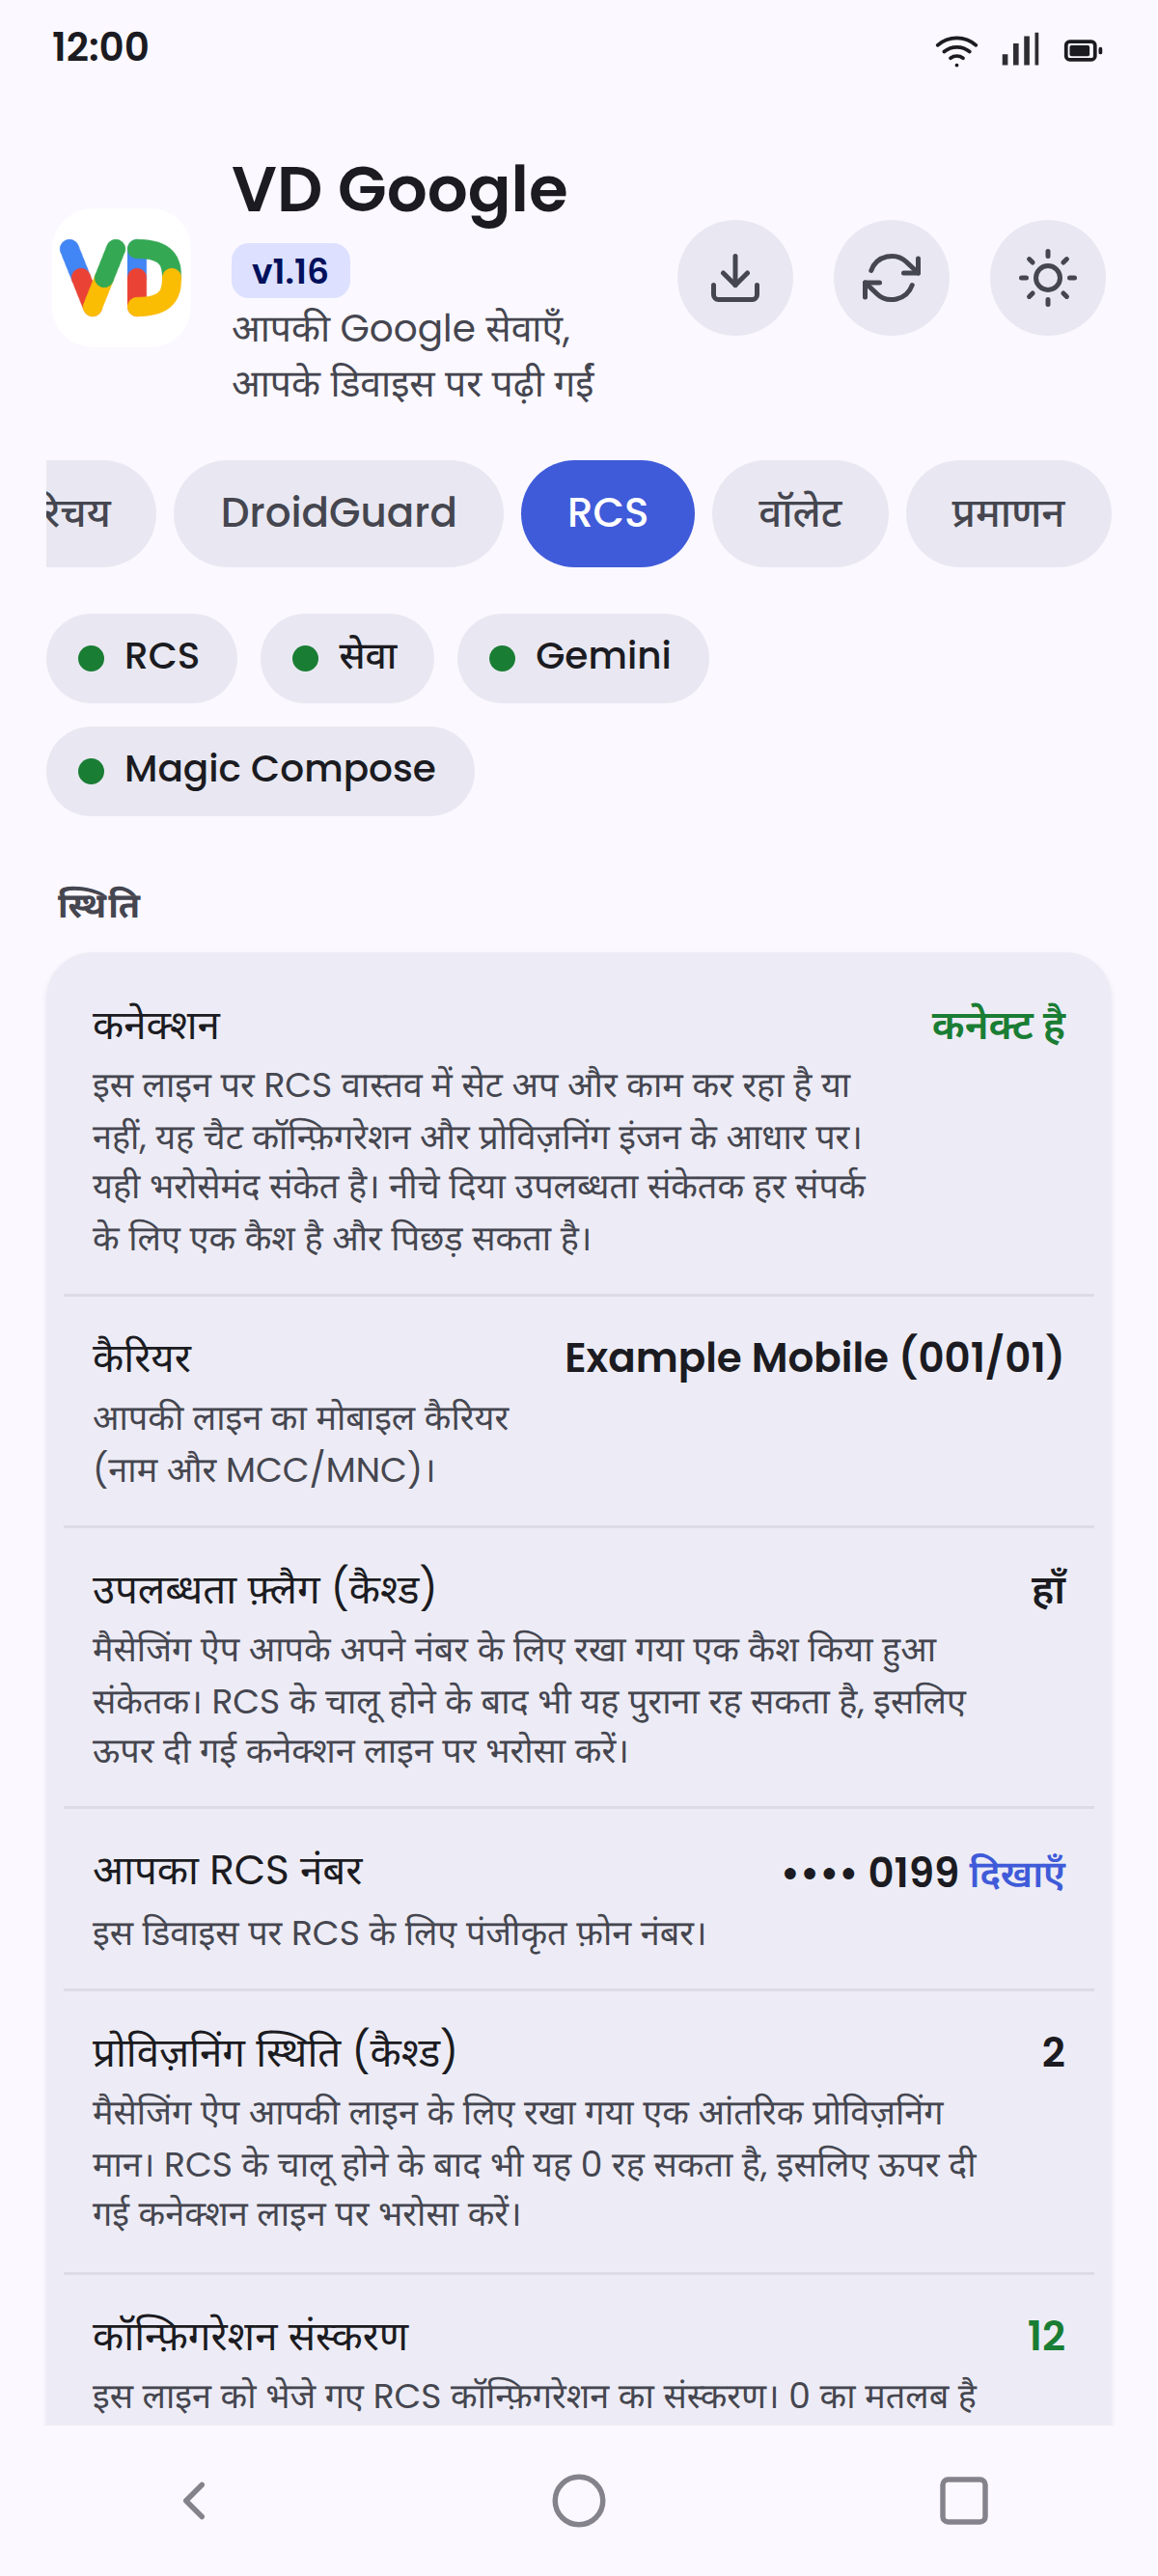 12:00
VD Google
VD
v1.16
आपकी Google सेवाएँ,
आपके डिवाइस पर पढ़ी गईं
रिचय
DroidGuard
RCS
वॉलेट
प्रमाणन
RCS
सेवा
Gemini
Magic Compose
स्थिति
कनेक्शन
कनेक्ट है
इस लाइन पर RCS वास्तव में सेट अप और काम कर रहा है या
नहीं, यह चैट कॉन्फ़िगरेशन और प्रोविज़निंग इंजन के आधार पर।
यही भरोसेमंद संकेत है। नीचे दिया उपलब्धता संकेतक हर संपर्क
के लिए एक कैश है और पिछड़ सकता है।
कैरियर
Example Mobile (001/01)
आपकी लाइन का मोबाइल कैरियर
(नाम और MCC/MNC)।
उपलब्धता फ़्लैग (कैश्ड)
हाँ
मैसेजिंग ऐप आपके अपने नंबर के लिए रखा गया एक कैश किया हुआ
संकेतक। RCS के चालू होने के बाद भी यह पुराना रह सकता है, इसलिए
ऊपर दी गई कनेक्शन लाइन पर भरोसा करें।
आपका RCS नंबर
•••• 0199 दिखाएँ
इस डिवाइस पर RCS के लिए पंजीकृत फ़ोन नंबर।
प्रोविज़निंग स्थिति (कैश्ड)
2
मैसेजिंग ऐप आपकी लाइन के लिए रखा गया एक आंतरिक प्रोविज़निंग
मान। RCS के चालू होने के बाद भी यह 0 रह सकता है, इसलिए ऊपर दी
गई कनेक्शन लाइन पर भरोसा करें।
कॉन्फ़िगरेशन संस्करण
12
इस लाइन को भेजे गए RCS कॉन्फ़िगरेशन का संस्करण। 0 का मतलब है